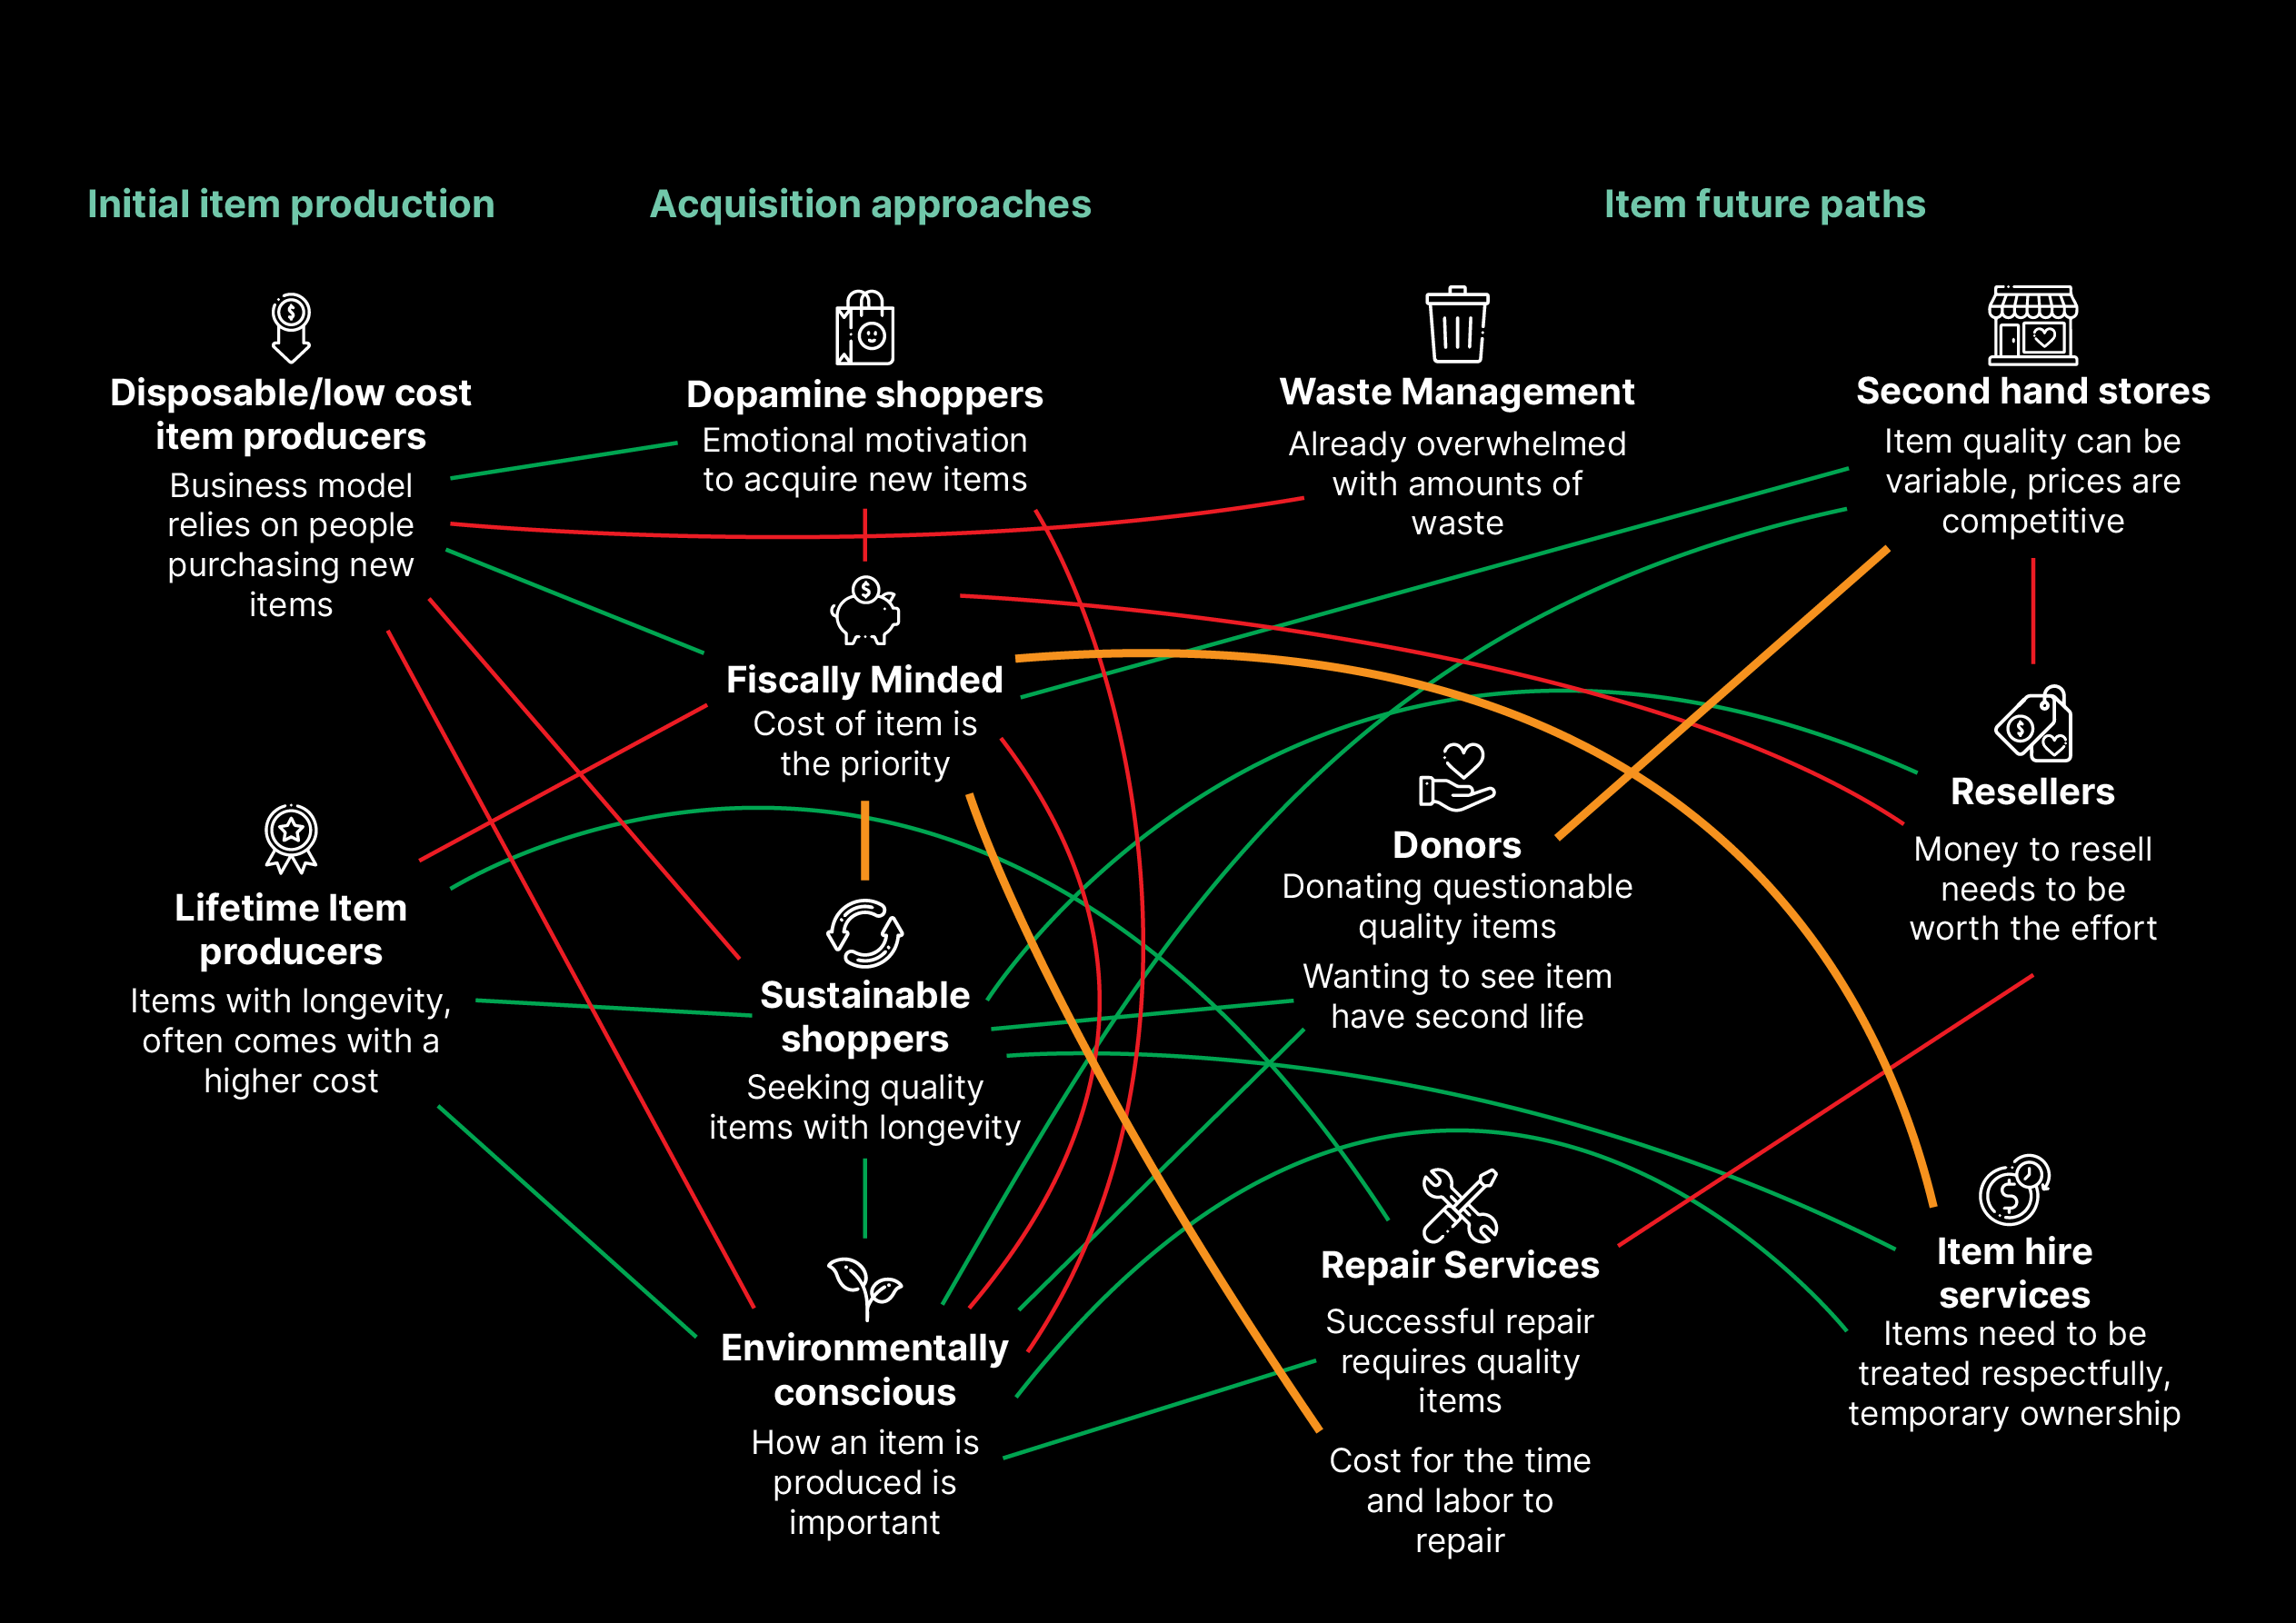 Initial item production
Acquisition approaches
Item future paths
Disposable/low cost
item producers
Business model
relies on people
purchasing new
items
Lifetime Item
producers
Items with longevity,
often comes with a
higher cost
Dopamine shoppers
Emotional motivation
to acquire new items
Fiscally Minded
Cost of item is
the priority
Sustainable
shoppers
Seeking quality
items with longevity
Environmentally
conscious
How an item is
produced is
important
Waste Management
Already overwhelmed
with amounts of
waste
Donors
Donating questionable
quality items
Wanting to see item
have second life
Repair Services
Successful repair
requires quality
items
Cost for the time
and labor to
repair
Second hand stores
Item quality can be
variable, prices are
competitive
Resellers
Money to resell
needs to be
worth the effort
Item hire
services
Items need to be
treated respectfully,
temporary ownership